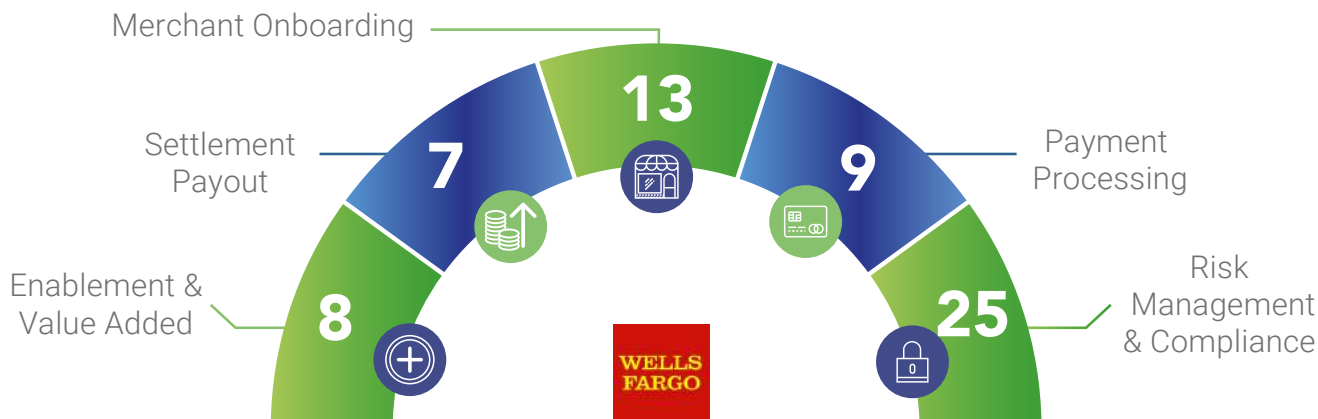 Merchant Onboarding
13
Settlement
Payout
7
9
Payment
Processing
Enablement &
Value Added
8
25
Risk
Management
& Compliance
WELLS
FARGO